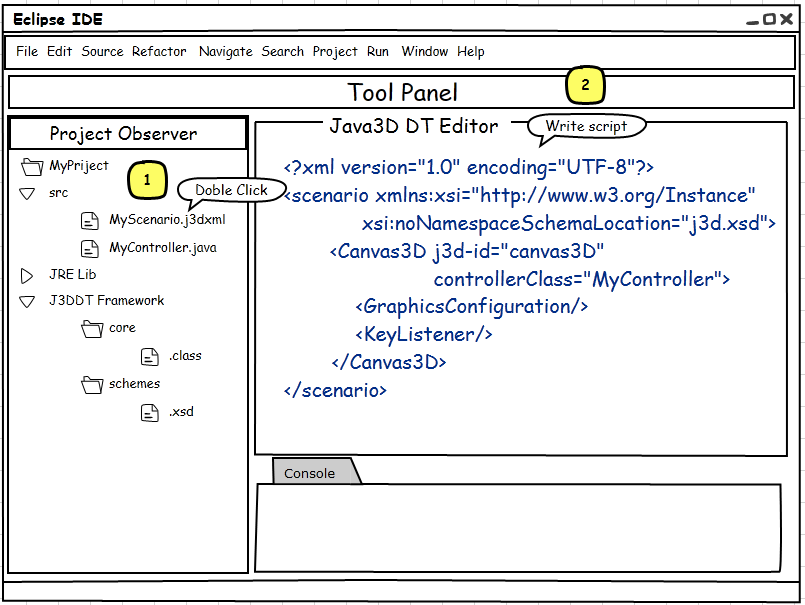 Eclipse IDE
File Edit Source Refactor Navigate Search Project Run Window Help
Tool Panel
2
Project Observer
MyPriject
1
src
Doble Click
MyScenario.j3dxml
MyController.java
JRE Lib
J3DDT Framework
core
.class
schemes
.xsd
Java3D DT Editor
Write script
<?xml version="1.0" encoding="UTF-8"?>
<scenario xmlns:xsi="http://www.w3.org/Instance"
xsi:noNamespaceSchemaLocation="j3d.xsd">
<Canvas3D j3d-id="canvas3D"
controllerClass="MyController">
<GraphicsConfiguration/>
<KeyListener/>
</Canvas3D>
</scenario>
Console